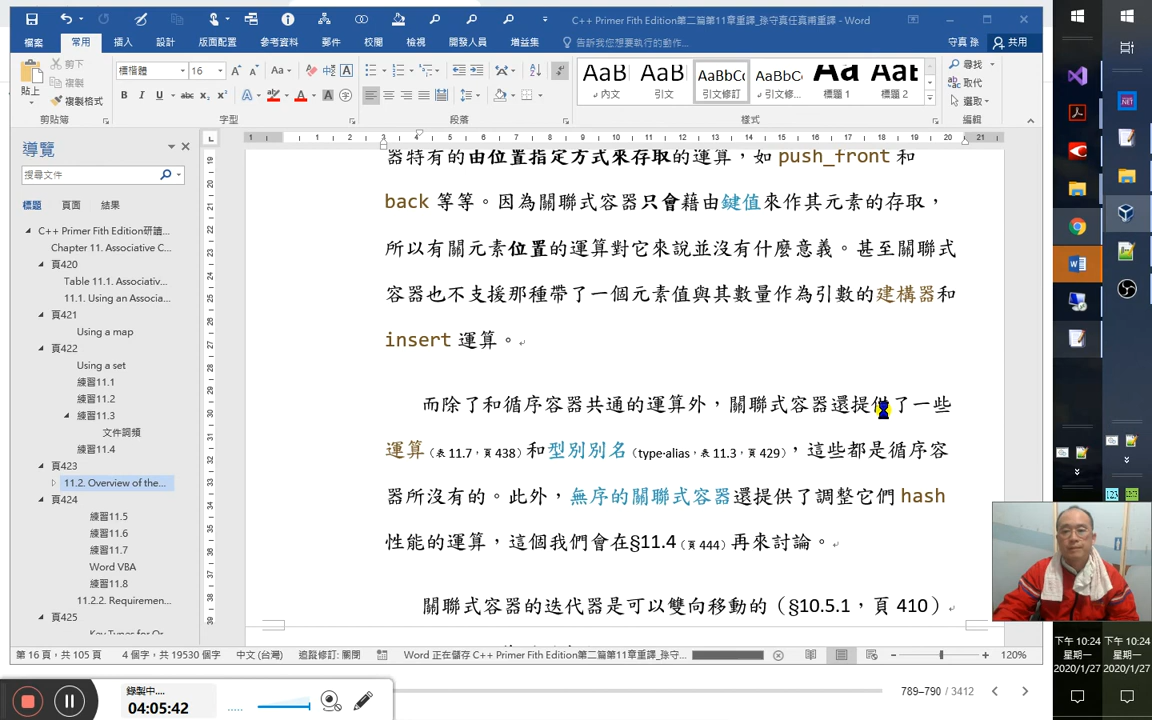 C++ Primer Fith Edition第二篇第11章重譯_孫守真任真甫重譯 - Word
檔案 常用 插入 設計 版面配置 參考資料 郵件 校閱 檢視 開發人員 增益集 告訴我您想要執行的動作... 守真 孫 共用
貼上 剪下 複製 複製格式
標楷體 16
AaBb AaBb AaBbCc AaBbCc AaB AaBb
內文 引文 引文修訂 引文修... 標題 1 標題 2
尋找 取代 選取
剪貼簿 字型 段落 樣式 編輯
導覽
搜尋文件
標題 頁面 結果
C++ Primer Fith Edition研讀...
Chapter 11. Associative C...
頁420
Table 11.1. Associativ...
11.1. Using an Associa...
頁421
Using a map
頁422
Using a set
練習11.1
練習11.2
練習11.3
文件詞頻
練習11.4
頁423
11.2. Overview of the...
頁424
練習11.5
練習11.6
練習11.7
Word VBA
練習11.8
11.2.2. Requiremen...
頁425
Key Types for Or...
器特有的由位置指定方式來存取的運算，如 push_front 和
back 等等。因為關聯式容器只會藉由鍵值來作其元素的存取，
所以有關元素位置的運算對它來說並沒有什麼意義。甚至關聯式
容器也不支援那種帶了一個元素值與其數量作為引數的建構器和
insert 運算。
而除了和循序容器共通的運算外，關聯式容器還提供了一些
運算（表 11.7，頁 438）和型別別名（type alias，表 11.3，頁 429），這些都是循序容
器所沒有的。此外，無序的關聯式容器還提供了調整它們 hash
性能的運算，這個我們會在§11.4（頁 444）再來討論。
關聯式容器的迭代器是可以雙向移動的（§10.5.1，頁 410）
第 16 頁，共 105 頁 4 個字，共 19530 個字 中文 (台灣) 追蹤修訂: 關閉 Word 正在儲存 C++ Primer Fith Edition第二篇第11章重譯_孫守... 120%
錄製中....
04:05:42
789–790 / 3412
下午 10:24
星期一
2020/1/27
下午 10:24
星期一
2020/1/27